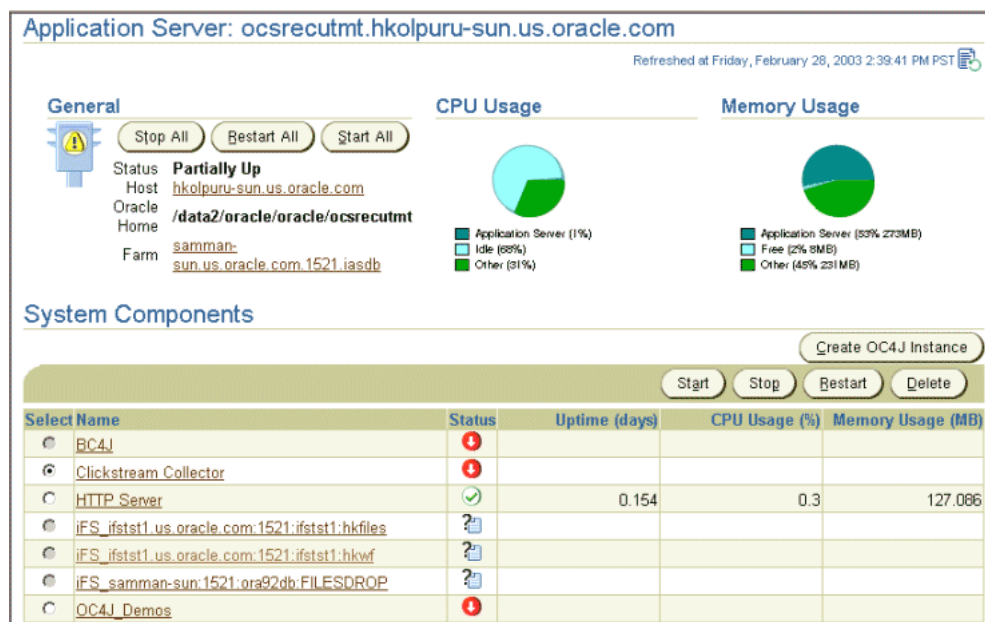 Application Server: ocsrecutmt.hkolpuru-sun.us.oracle.com
Refreshed at Friday, February 28, 2003 2:39:41 PM PST
General
CPU Usage
Memory Usage
Stop All Restart All Start All
Status Partially Up
Host hkolpuru-sun.us.oracle.com
Oracle Home /data2/oracle/oracle/ocsrecutmt
Farm samman-
sun.us.oracle.com.1521.iasdb
Application Server (1%)
Idle (68%)
Other (31%)
Application Server (53% 273MB)
Free (2% 8MB)
Other (45% 231MB)
System Components
Create OC4J Instance
Start Stop Restart Delete
Select Name Status Uptime (days) CPU Usage (%) Memory Usage (MB)
BC4J
Clickstream Collector
HTTP Server 0.154 0.3 127.086
iFS_ifstst1.us.oracle.com:1521:ifstst1:hkfiles
iFS_ifstst1.us.oracle.com:1521:ifstst1:hkwf
iFS_samman-sun:1521:ora92db:FILESDROP
OC4J_Demos